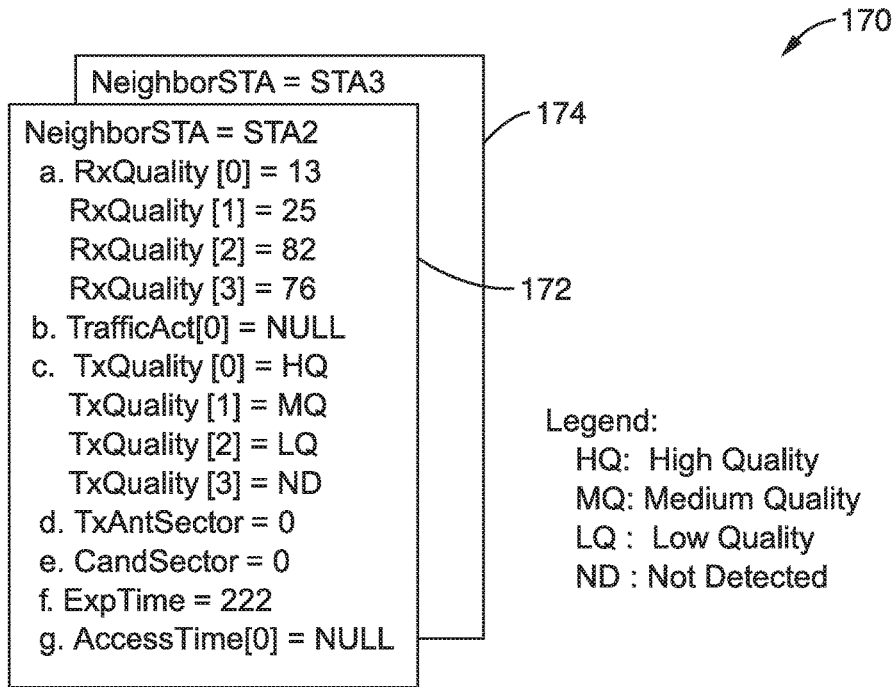 170
NeighborSTA = STA3
174
NeighborSTA = STA2
a. RxQuality [0] = 13
RxQuality [1] = 25
RxQuality [2] = 82
RxQuality [3] = 76
172
b. TrafficAct[0] = NULL
c. TxQuality [0] = HQ
TxQuality [1] = MQ
TxQuality [2] = LQ
TxQuality [3] = ND
d. TxAntSector = 0
e. CandSector = 0
f. ExpTime = 222
g. AccessTime[0] = NULL
Legend:
HQ: High Quality
MQ: Medium Quality
LQ : Low Quality
ND : Not Detected